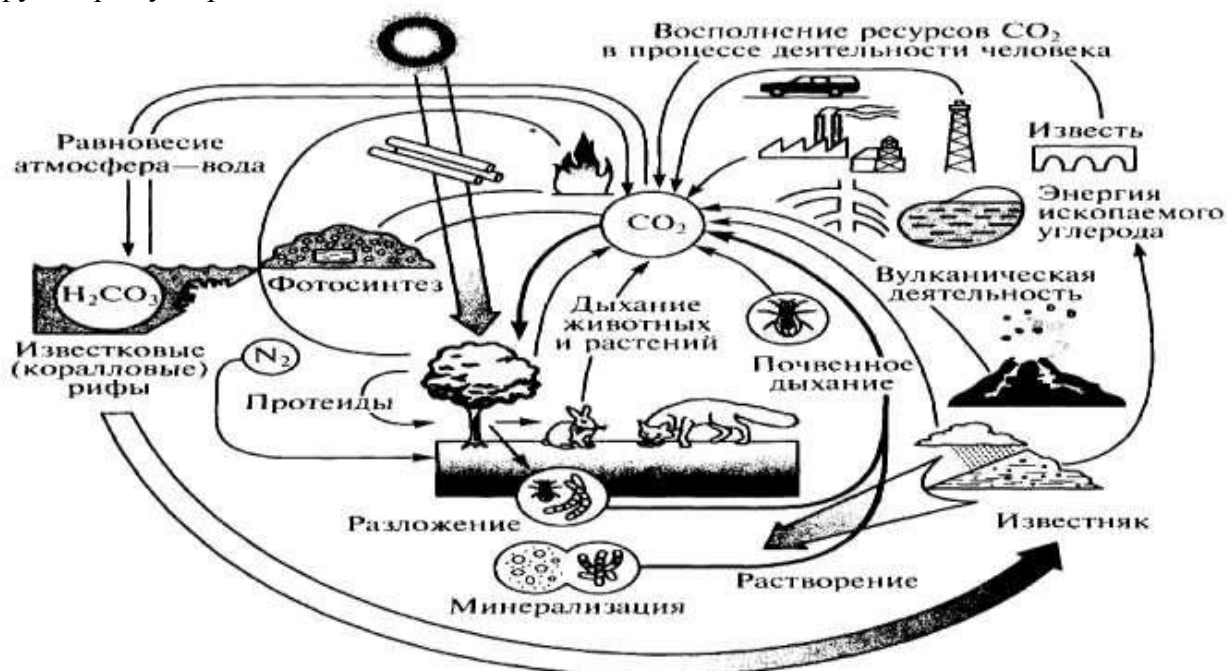 Восполнение ресурсов CO₂
в процессе деятельности человека
Равновесие
атмосфера—вода
Известь
Энергия
ископаемого
углерода
CO₂
H₂CO₃
Фотосинтез
Вулканическая
деятельность
Дыхание
животных
и растений
Известковые
(коралловые)
рифы
N₂
Почвенное
дыхание
Протеиды
Разложение
Известняк
Растворение
Минерализация